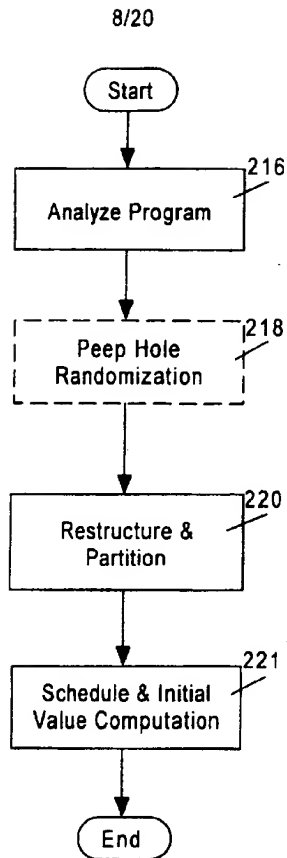 8/20
Start
216
Analyze Program
218
Peep Hole
Randomization
220
Restructure &
Partition
221
Schedule & Initial
Value Computation
End